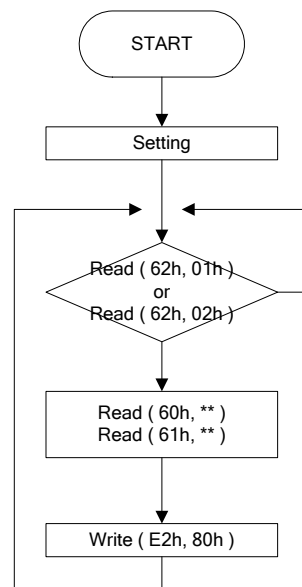 START
Setting
Read ( 62h, 01h )
or
Read ( 62h, 02h )
Read ( 60h, ** )
Read ( 61h, ** )
Write ( E2h, 80h )